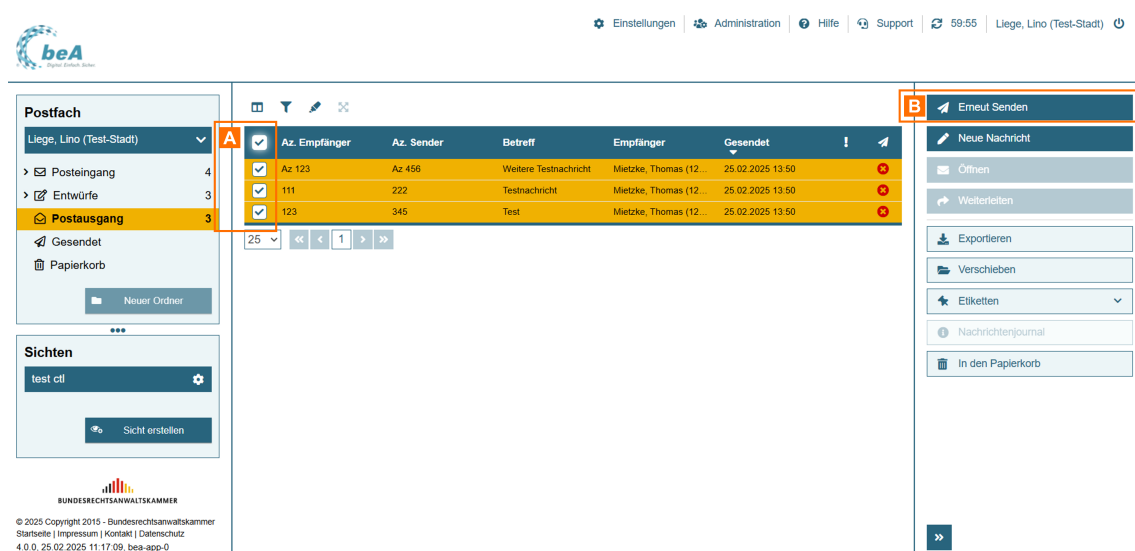 Einstellungen Administration Hilfe Support 59:55 Liege, Lino (Test-Stadt)
beA
Digital. Einfach. Sicher.
Postfach
Liege, Lino (Test-Stadt)
Posteingang 4
Entwürfe 3
Postausgang 3
Gesendet
Papierkorb
Neuer Ordner
Sichten
test ctl
Sicht erstellen
BUNDESRECHTSANWALTSKAMMER
© 2025 Copyright 2015 - Bundesrechtsanwaltskammer
Startseite | Impressum | Kontakt | Datenschutz
4.0.0, 25.02.2025 11:17:09, bea-app-0
A
Az. Empfänger Az. Sender Betreff Empfänger Gesendet !
Az 123 Az 456 Weitere Testnachricht Mietzke, Thomas (12... 25.02.2025 13:50
111 222 Testnachricht Mietzke, Thomas (12... 25.02.2025 13:50
123 345 Test Mietzke, Thomas (12... 25.02.2025 13:50
25 « < 1 > »
B
Erneut Senden
Neue Nachricht
Öffnen
Weiterleiten
Exportieren
Verschieben
Etiketten
Nachrichtenjournal
In den Papierkorb
»